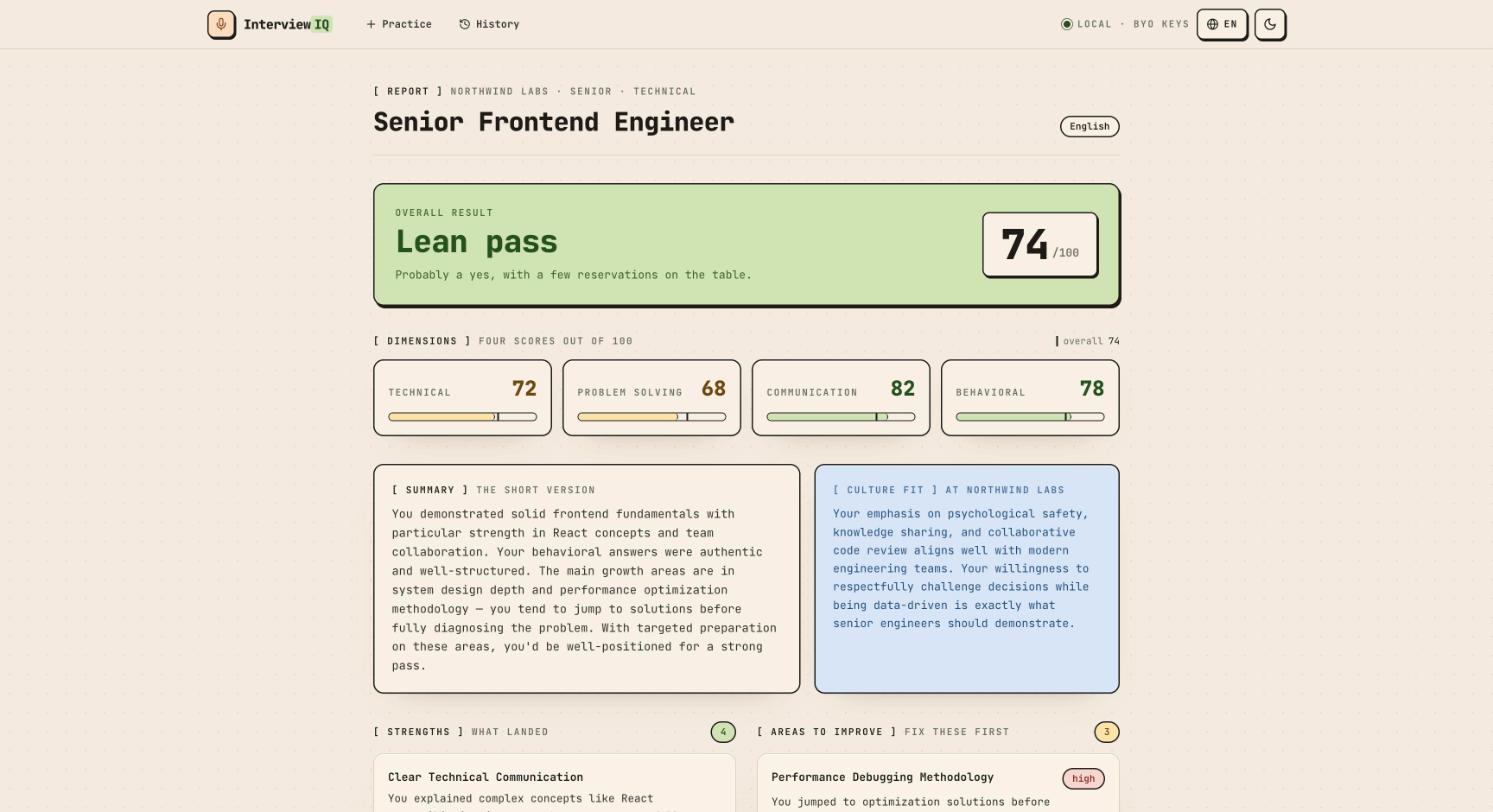 InterviewIQ
Practice
History
LOCAL · BYO KEYS
EN
[ REPORT ] NORTHWIND LABS · SENIOR · TECHNICAL
Senior Frontend Engineer
English
OVERALL RESULT
Lean pass
Probably a yes, with a few reservations on the table.
74 /100
[ DIMENSIONS ] FOUR SCORES OUT OF 100
overall 74
TECHNICAL 72
PROBLEM SOLVING 68
COMMUNICATION 82
BEHAVIORAL 78
[ SUMMARY ] THE SHORT VERSION
You demonstrated solid frontend fundamentals with
particular strength in React concepts and team
collaboration. Your behavioral answers were authentic
and well-structured. The main growth areas are in
system design depth and performance optimization
methodology — you tend to jump to solutions before
fully diagnosing the problem. With targeted preparation
on these areas, you'd be well-positioned for a strong
pass.
[ CULTURE FIT ] AT NORTHWIND LABS
Your emphasis on psychological safety,
knowledge sharing, and collaborative
code review aligns well with modern
engineering teams. Your willingness to
respectfully challenge decisions while
being data-driven is exactly what
senior engineers should demonstrate.
[ STRENGTHS ] WHAT LANDED
4
Clear Technical Communication
You explained complex concepts like React
[ AREAS TO IMPROVE ] FIX THESE FIRST
3
Performance Debugging Methodology
high
You jumped to optimization solutions before